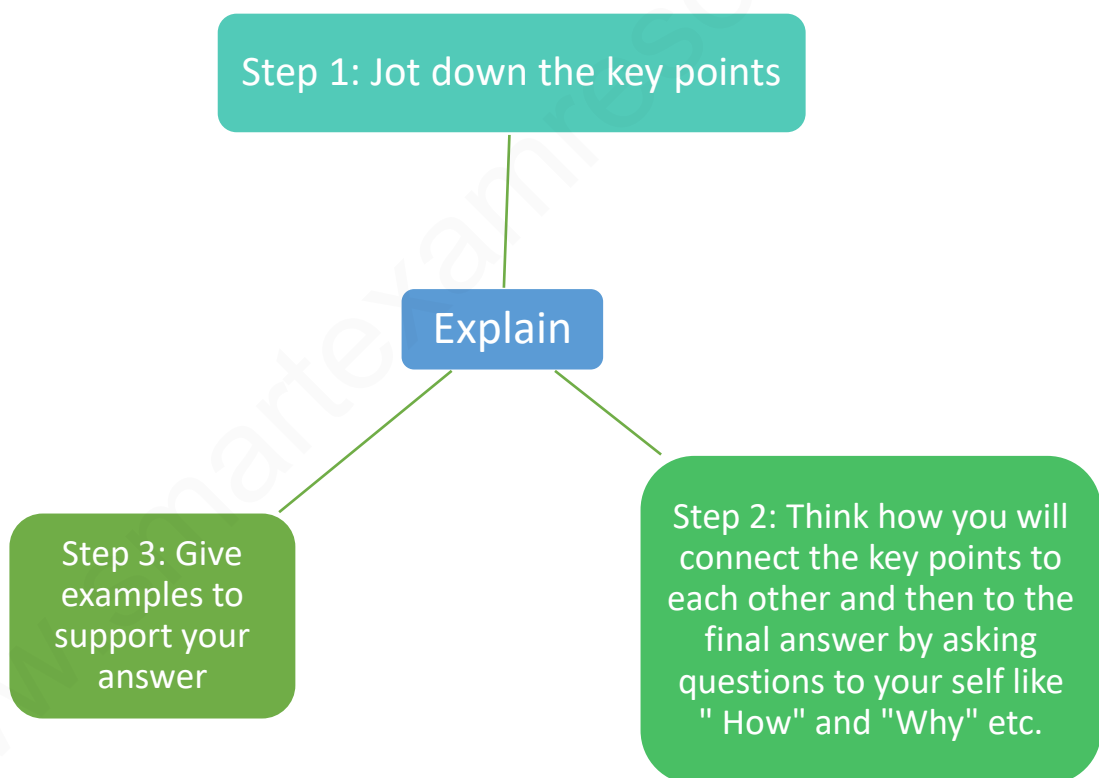 Step 1: Jot down the key points
Explain
Step 3: Give
examples to
support your
answer
Step 2: Think how you will
connect the key points to
each other and then to the
final answer by asking
questions to your self like
" How" and "Why" etc.